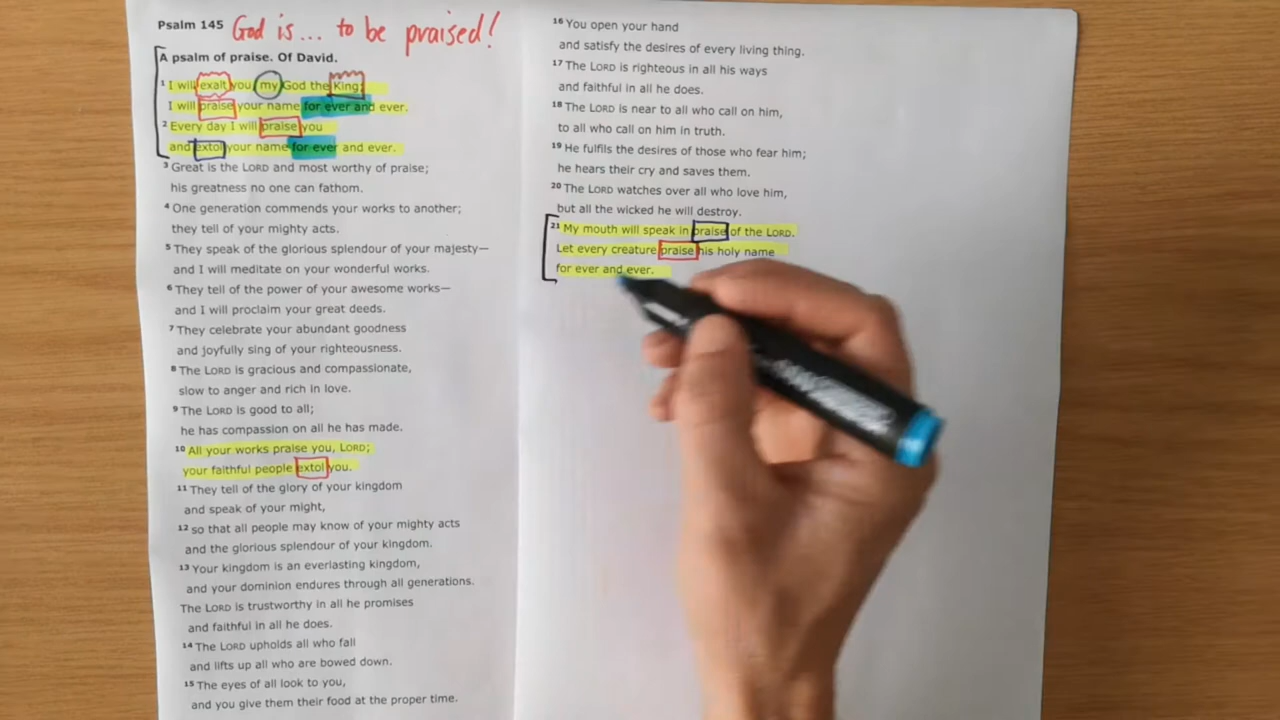 Psalm 145 God is... to be praised!
A psalm of praise. Of David.
1 I will exalt you, my God the King;
I will praise your name for ever and ever.
2 Every day I will praise you
and extol your name for ever and ever.
3 Great is the LORD and most worthy of praise;
his greatness no one can fathom.
4 One generation commends your works to another;
they tell of your mighty acts.
5 They speak of the glorious splendour of your majesty—
and I will meditate on your wonderful works.
6 They tell of the power of your awesome works—
and I will proclaim your great deeds.
7 They celebrate your abundant goodness
and joyfully sing of your righteousness.
8 The LORD is gracious and compassionate,
slow to anger and rich in love.
9 The LORD is good to all;
he has compassion on all he has made.
10 All your works praise you, LORD;
your faithful people extol you.
11 They tell of the glory of your kingdom
and speak of your might,
12 so that all people may know of your mighty acts
and the glorious splendour of your kingdom.
13 Your kingdom is an everlasting kingdom,
and your dominion endures through all generations.
The LORD is trustworthy in all he promises
and faithful in all he does.
14 The LORD upholds all who fall
and lifts up all who are bowed down.
15 The eyes of all look to you,
and you give them their food at the proper time.
16 You open your hand
and satisfy the desires of every living thing.
17 The LORD is righteous in all his ways
and faithful in all he does.
18 The LORD is near to all who call on him,
to all who call on him in truth.
19 He fulfils the desires of those who fear him;
he hears their cry and saves them.
20 The LORD watches over all who love him,
but all the wicked he will destroy.
21 My mouth will speak in praise of the LORD.
Let every creature praise his holy name
for ever and ever.